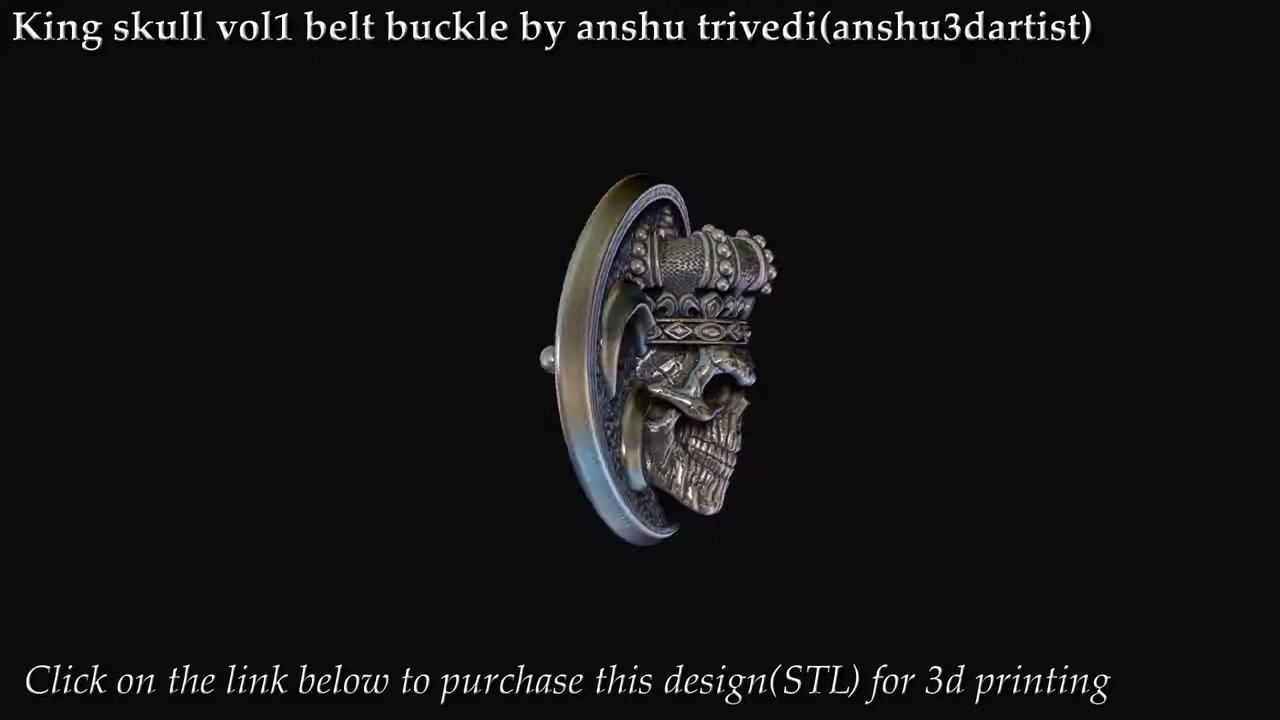 King skull vol1 belt buckle by anshu trivedi(anshu3dartist)
Click on the link below to purchase this design(STL) for 3d printing